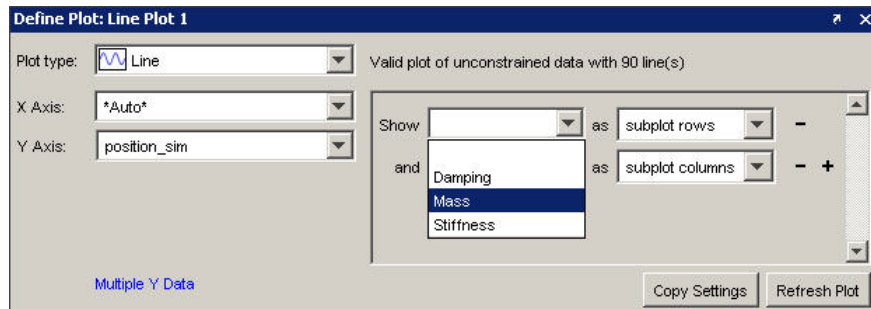 Define Plot: Line Plot 1
Plot type: Line
Valid plot of unconstrained data with 90 line(s)
X Axis: *Auto*
Y Axis: position_sim
Show as subplot rows -
and as subplot columns - +
Damping
Mass
Stiffness
Multiple Y Data
Copy Settings Refresh Plot